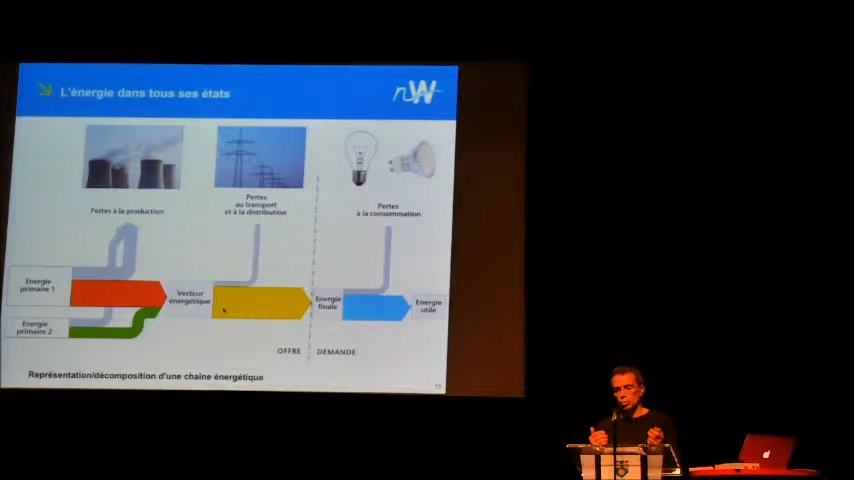 L'énergie dans tous ses états
nW
Pertes à la production
Pertes
au transport
et à la distribution
Pertes
à la consommation
Energie
primaire 1
Vecteur
énergétique
Energie
finale
Energie
utile
Energie
primaire 2
OFFRE
DEMANDE
Représentation/décomposition d'une chaîne énergétique